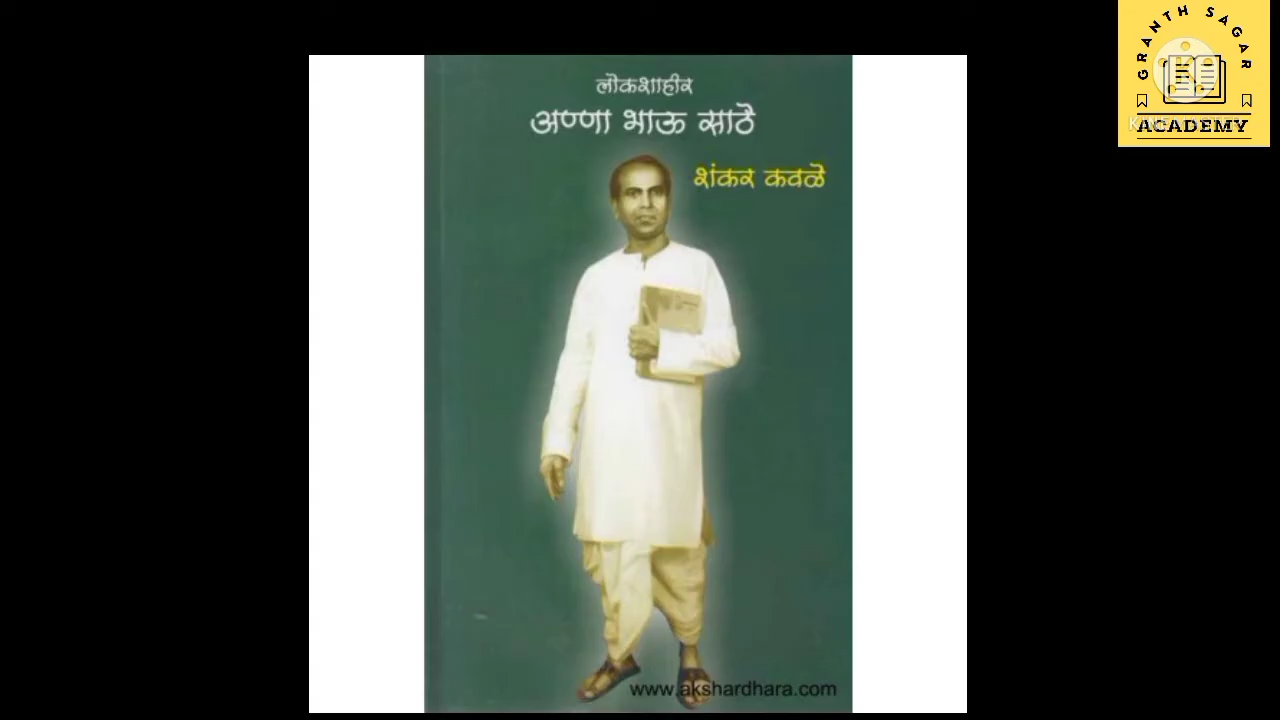 लोकशाहीर
अण्णा भाऊ साठे
शंकर कवळे
www.akshardhara.com
GRANTH SAGAR
ACADEMY